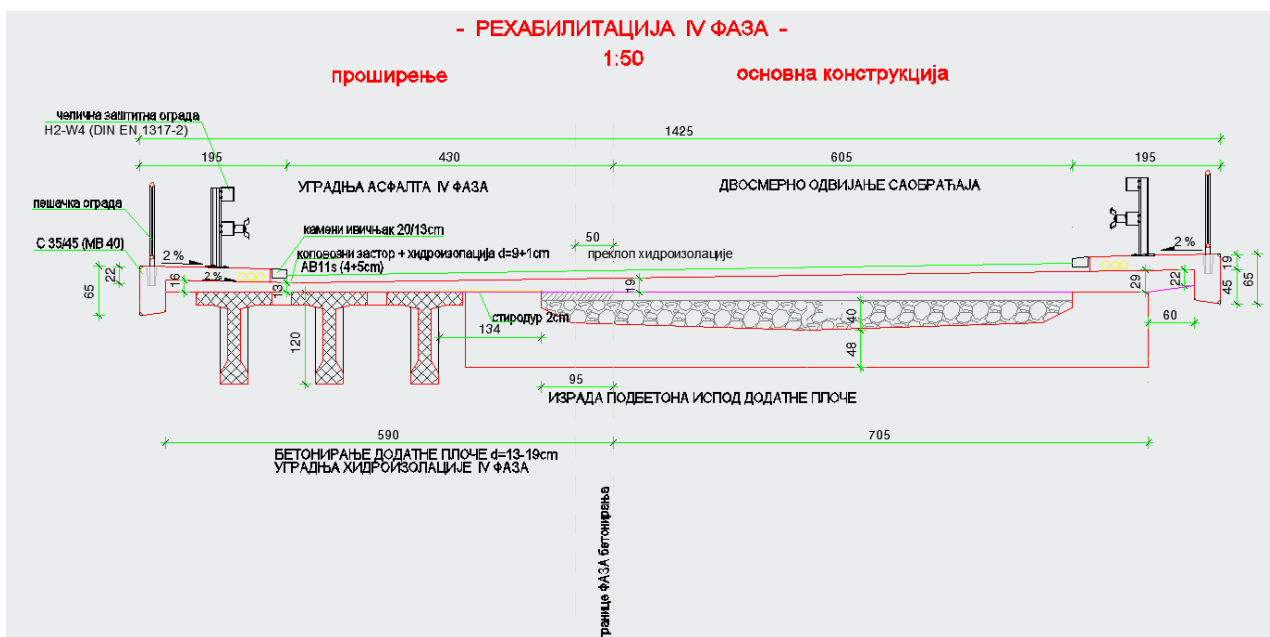 - РЕХАБИЛИТАЦИЈА IV ФАЗА -
1:50
проширење
основна конструкција
челична заштитна ограда
H2-W4 (DIN EN 1317-2)
1425
195
430
605
195
УГРАДЊА АСФАЛТА IV ФАЗА
ДВОСМЕРНО ОДВИЈАЊЕ САОБРАЋАЈА
пешачка ограда
камени ивичњак 20/13cm
C 35/45 (МВ 40)
50
2 %
коловозни застор + хидроизолација d=9+1cm
преклоп хидроизолације
2 %
AB11s (4+5cm)
65
22
16
2 %
13
19
29
22
19
45
65
стиродур 2cm
134
120
40
60
48
95
ИЗРАДА ПОДБЕТОНА ИСПОД ДОДАТНЕ ПЛОЧЕ
590
705
БЕТОНИРАЊЕ ДОДАТНЕ ПЛОЧЕ d=13-19cm
УГРАДЊА ХИДРОИЗОЛАЦИЈЕ IV ФАЗА
границе ФАЗА бетонирања